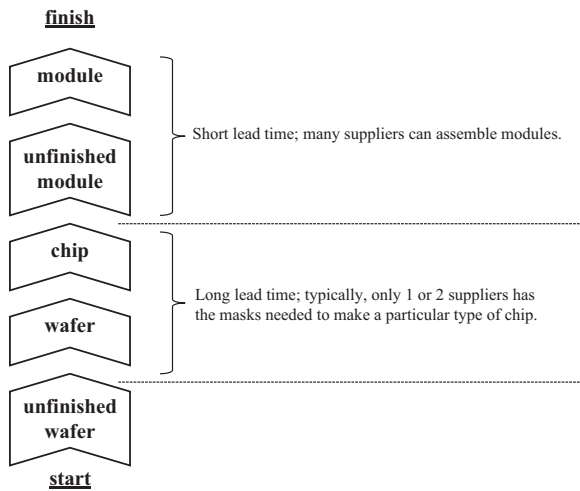 finish
module
Short lead time; many suppliers can assemble modules.
unfinished
module
chip
Long lead time; typically, only 1 or 2 suppliers has
the masks needed to make a particular type of chip.
wafer
unfinished
wafer
start